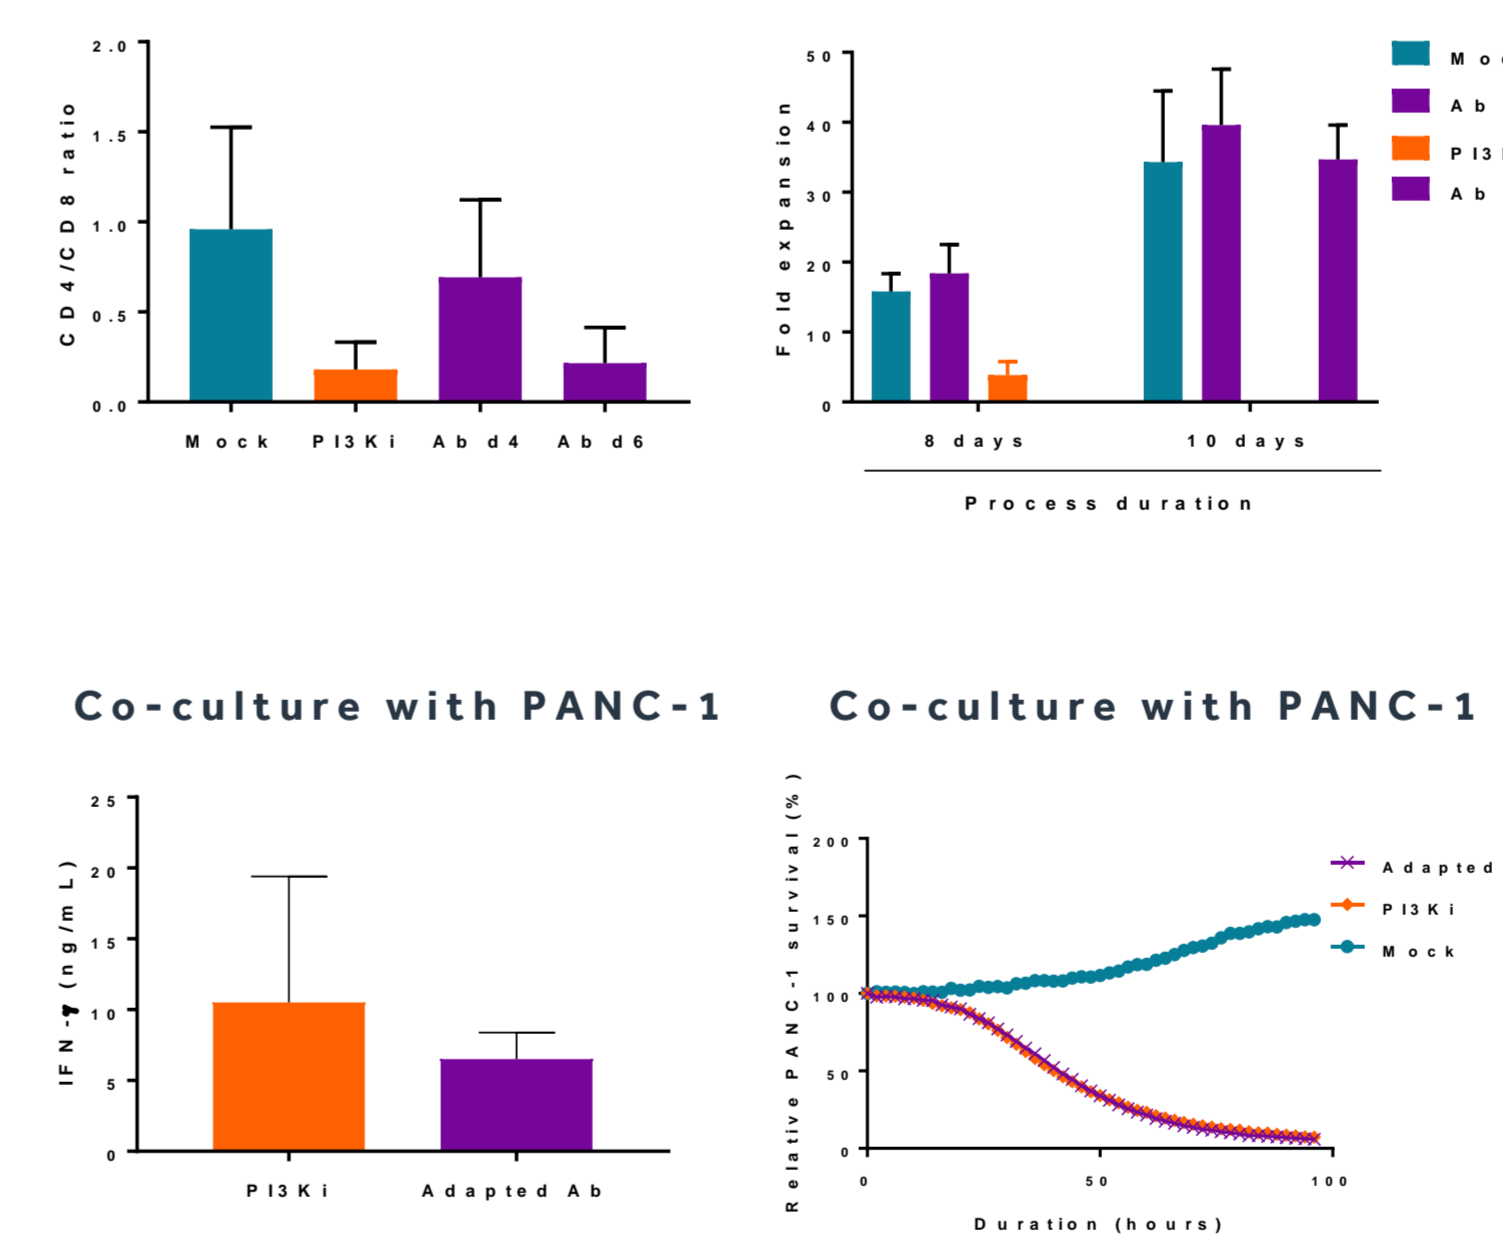 2.0
1.5
1.0
0.5
0.0
CD4/CD8 ratio
Mock PI3Ki Ab d4 Ab d6
50
40
30
20
10
0
Fold expansion
8 days 10 days
Process duration
Ab
Ab
Co-culture with PANC-1
25
20
15
10
5
0
IFN-γ (ng/mL)
PI3Ki Adapted Ab
Co-culture with PANC-1
200
150
100
50
0
Relative PANC-1 survival (%)
0 50 100
Duration (hours)
Adapted
PI3Ki
Mock